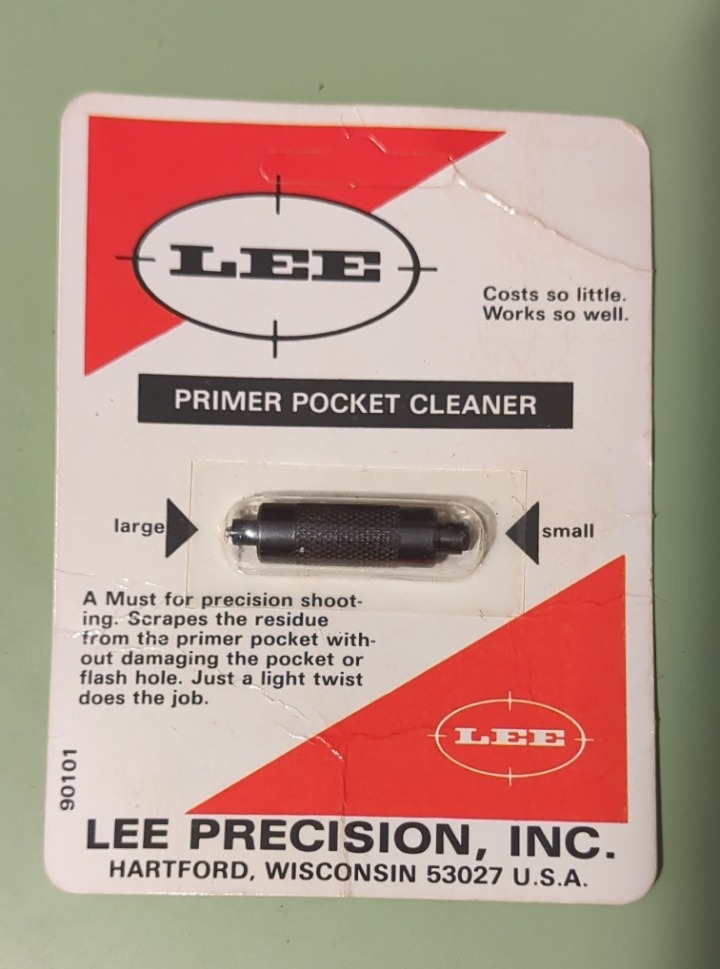 LEE
Costs so little.
Works so well.
PRIMER POCKET CLEANER
large
small
A Must for precision shoot-
ing. Scrapes the residue
from the primer pocket with-
out damaging the pocket or
flash hole. Just a light twist
does the job.
LEE
90101
LEE PRECISION, INC.
HARTFORD, WISCONSIN 53027 U.S.A.